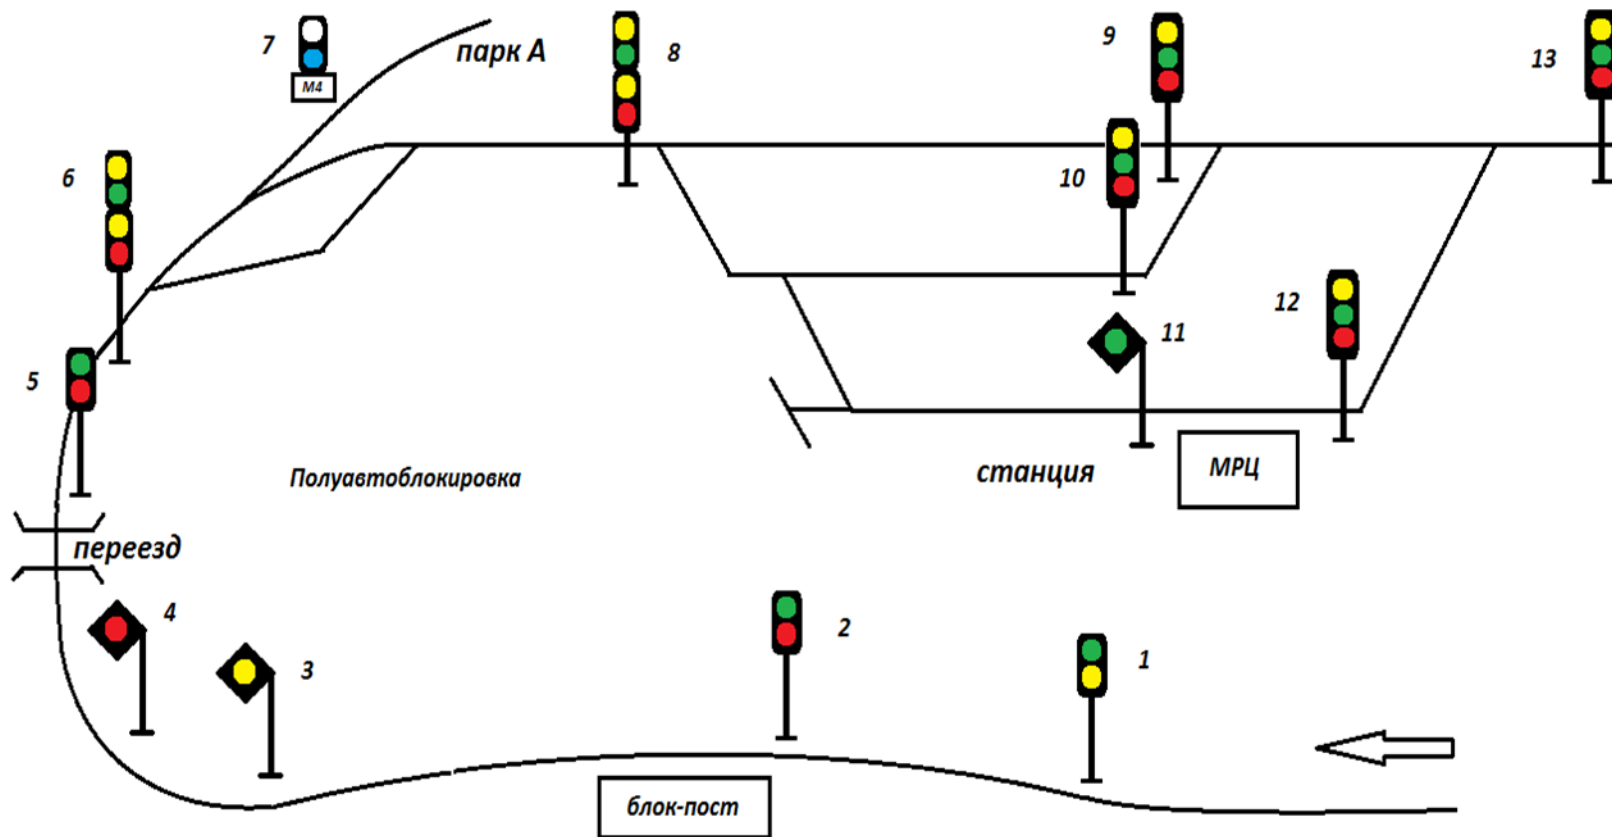 7
М4
парк А
8
9
13
6
10
11
12
5
Полуавтоблокировка
станция
МРЦ
переезд
4
3
2
1
блок-пост